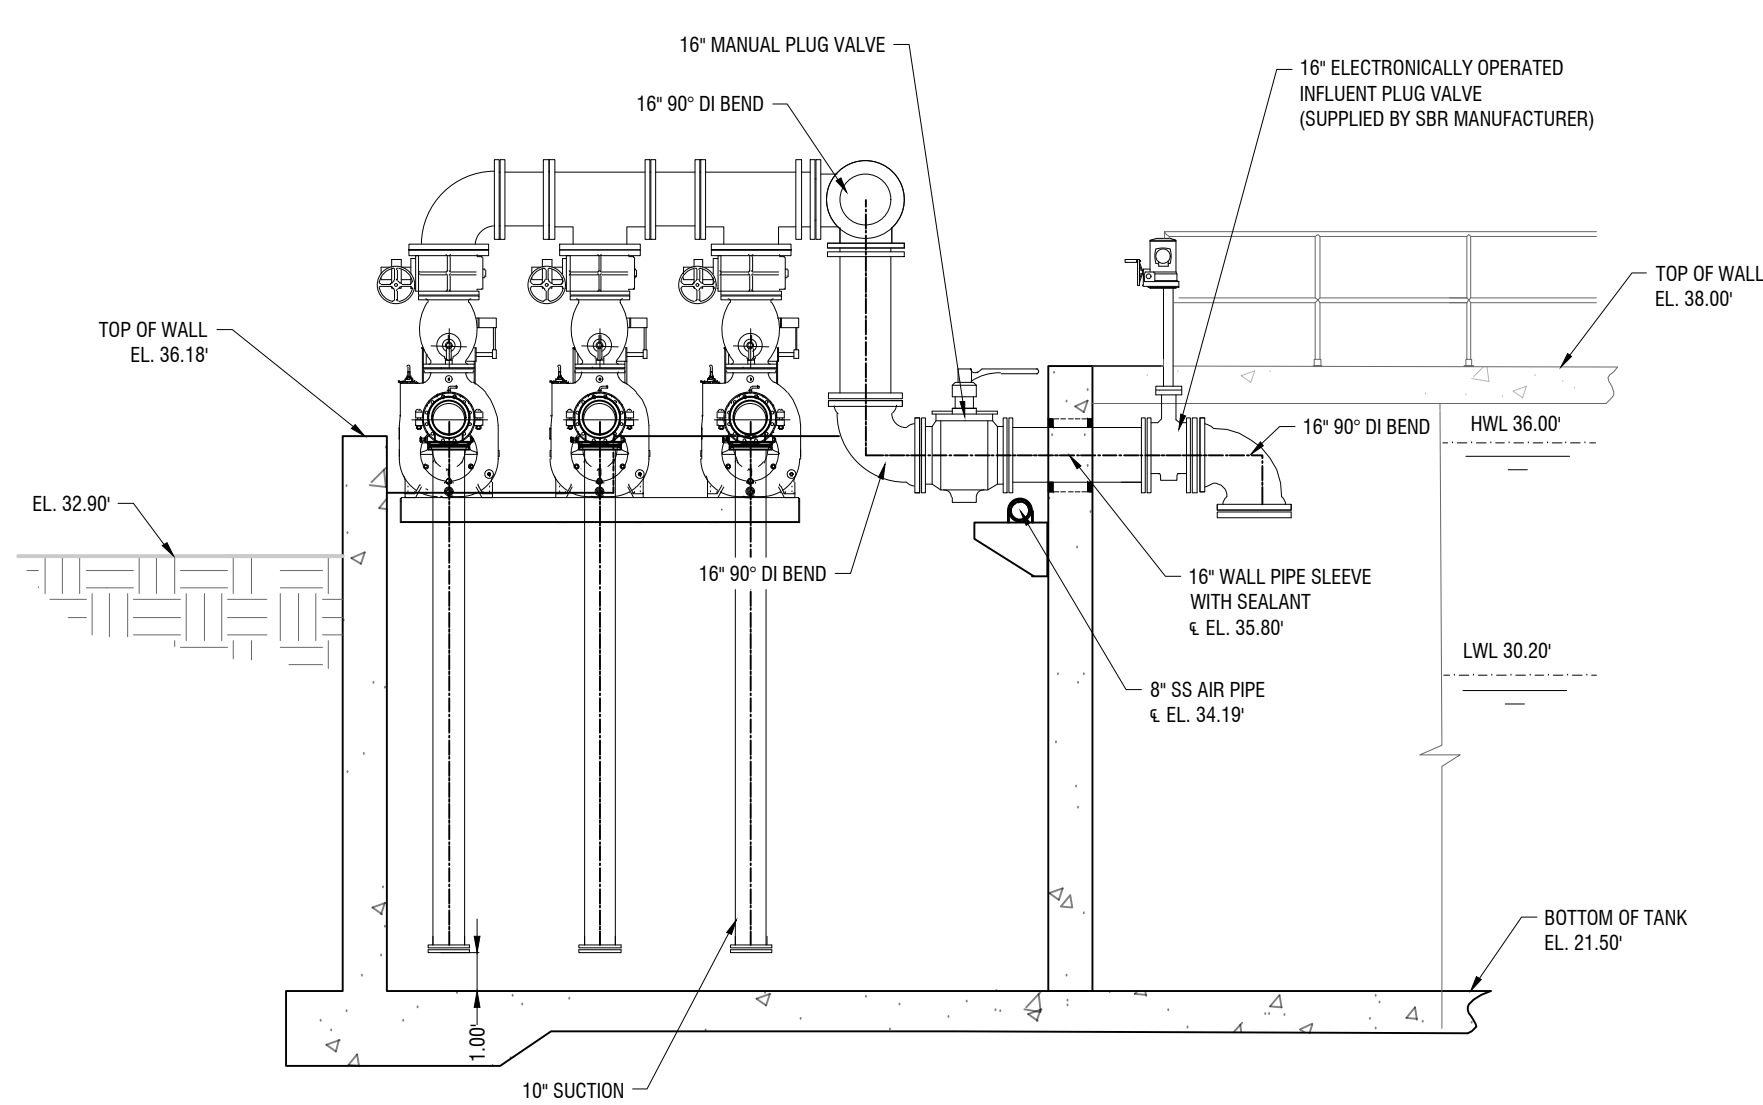 16" MANUAL PLUG VALVE
16" 90° DI BEND
16" ELECTRONICALLY OPERATED
INFLUENT PLUG VALVE
(SUPPLIED BY SBR MANUFACTURER)
TOP OF WALL
EL. 38.00'
TOP OF WALL
EL. 36.18'
HWL 36.00'
16" 90° DI BEND
EL. 32.90'
16" 90° DI BEND
16" WALL PIPE SLEEVE
WITH SEALANT
℄ EL. 35.80'
LWL 30.20'
8" SS AIR PIPE
℄ EL. 34.19'
BOTTOM OF TANK
EL. 21.50'
1.00'
10" SUCTION